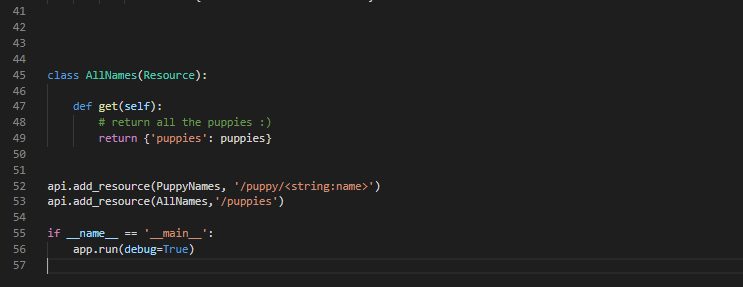 41
42
43
44
45 class AllNames(Resource):
46
47 def get(self):
48 # return all the puppies :)
49 return {'puppies': puppies}
50
51
52 api.add_resource(PuppyNames, '/puppy/<string:name>')
53 api.add_resource(AllNames,'/puppies')
54
55 if __name__ == '__main__':
56 app.run(debug=True)
57